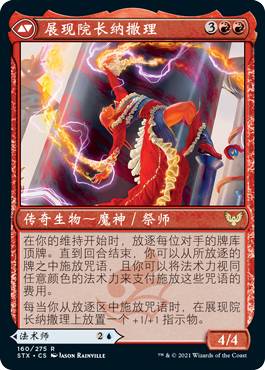 展现院长纳撒理 3
传奇生物～魔神／祭师
在你的维持开始时，放逐每位对手的牌库
顶牌。直到回合结束，你可以从所放逐的
牌之中施放咒语，且你可以将法术力视同
任意颜色的法术力来支付施放这些咒语的
费用。
每当你从放逐区中施放咒语时，在展现院
长纳撒理上放置一个+1/+1指示物。
法术师 2
4/4
160/275 R
STX • CS JASON RAINVILLE
™ & © 2021 Wizards of the Coast